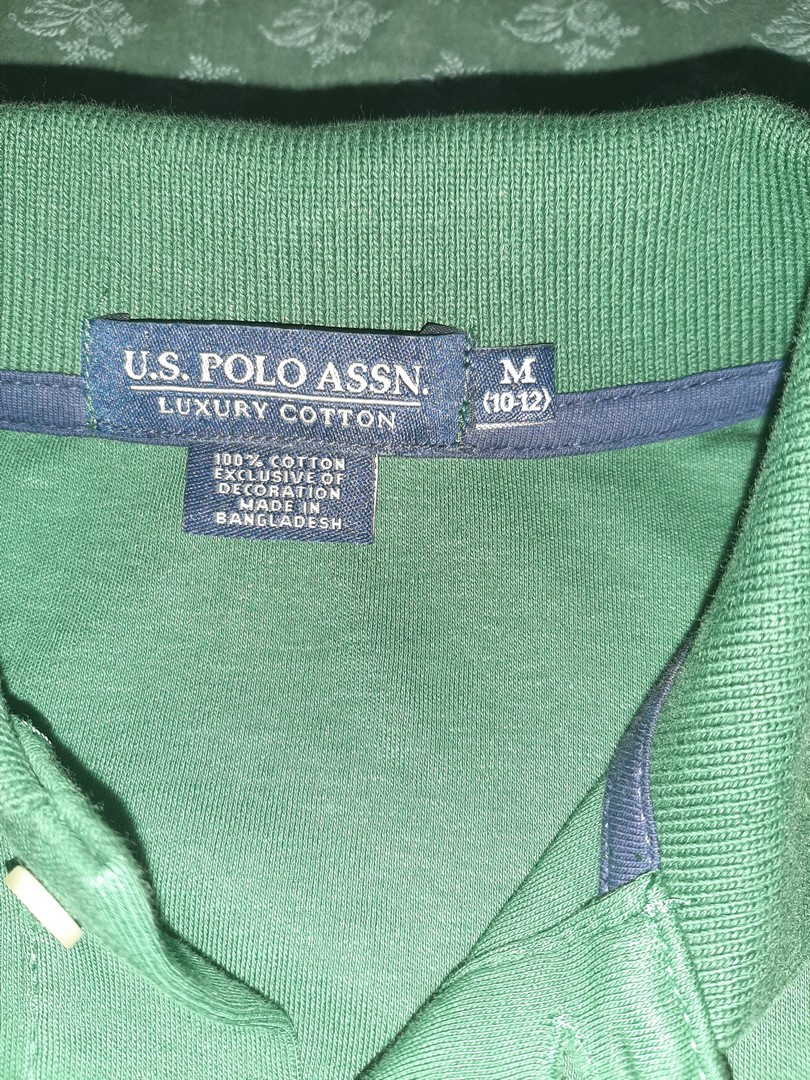 U.S. POLO ASSN.
LUXURY COTTON
M
(10-12)
100% COTTON
EXCLUSIVE OF
DECORATION
MADE IN
BANGLADESH